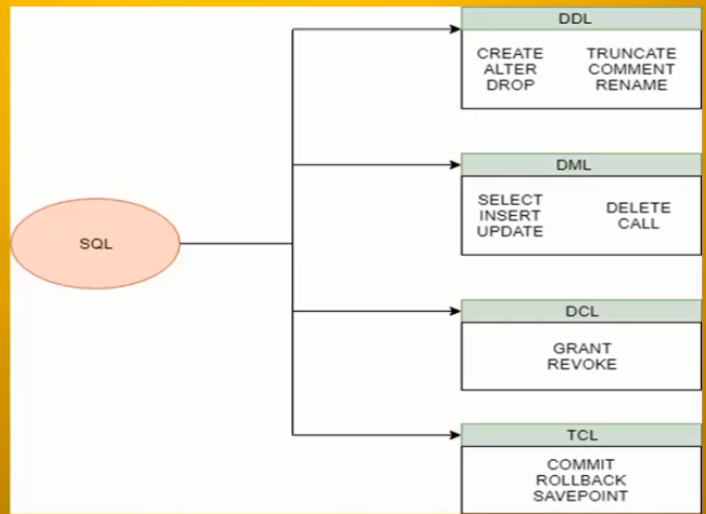 SQL
DDL
CREATE
ALTER
DROP
TRUNCATE
COMMENT
RENAME
DML
SELECT
INSERT
UPDATE
DELETE
CALL
DCL
GRANT
REVOKE
TCL
COMMIT
ROLLBACK
SAVEPOINT